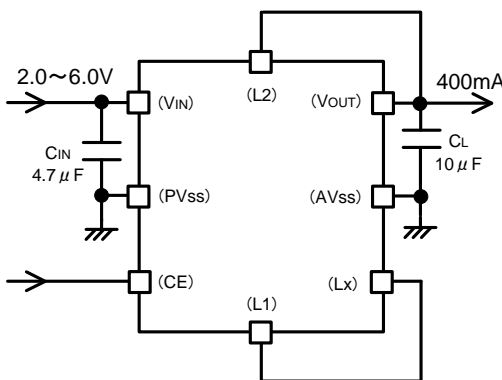 2.0～6.0V
(VIN)
(L2)
(VOUT)
400mA
CIN
4.7μF
CL
10μF
(PVss)
(AVss)
(CE)
(L1)
(Lx)